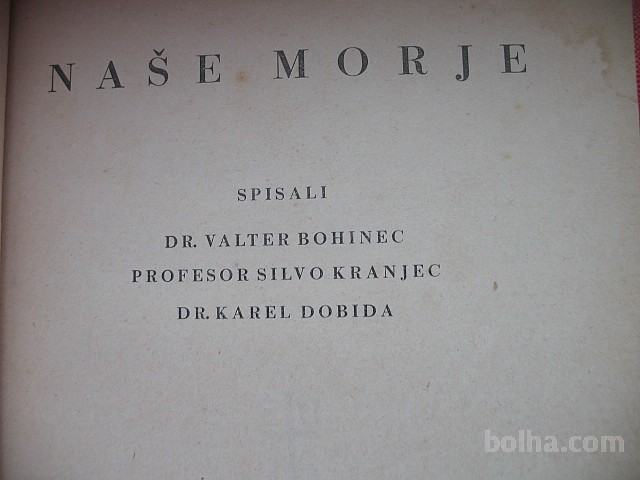 NAŠE MORJE
SPISALI
DR. VALTER BOHINEC
PROFESOR SILVO KRANJEC
DR. KAREL DOBIDA
bolha.com